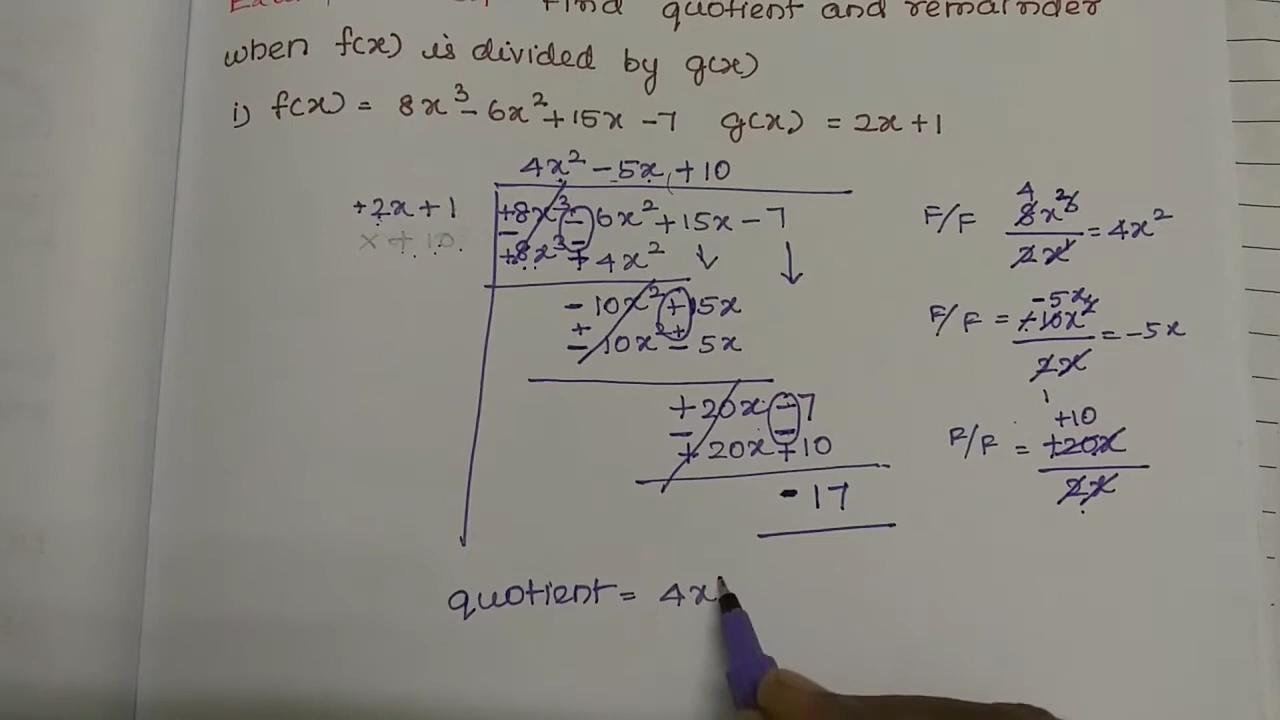 Find quotient and remainder
when f(x) is divided by g(x)
i) f(x) = 8x³ - 6x² + 15x - 7 g(x) = 2x + 1
4x² - 5x + 10
+2x + 1
+8x³ - 6x² + 15x - 7
x + 10
+8x³ + 4x²
-10x² + 15x
-10x² - 5x
+20x - 7
+20x + 10
-17
F/F 8x³/2x = 4x²
F/F = -10x²/2x = -5x
F/F = +20x/2x
+10
quotient = 4x